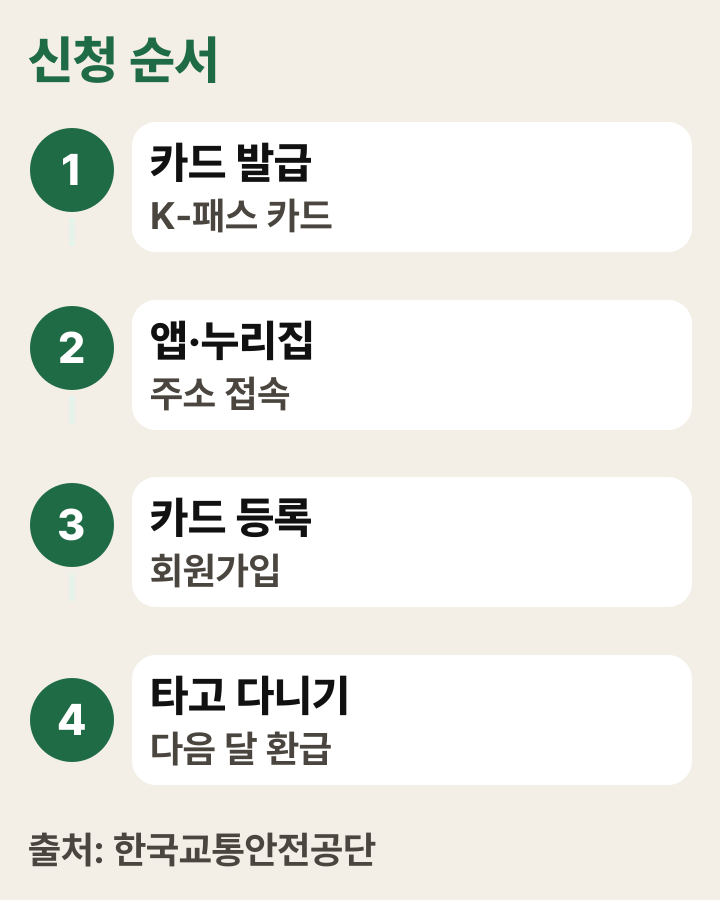 신청 순서
1
카드 발급
K-패스 카드
2
앱·누리집
주소 접속
3
카드 등록
회원가입
4
타고 다니기
다음 달 환급
출처: 한국교통안전공단